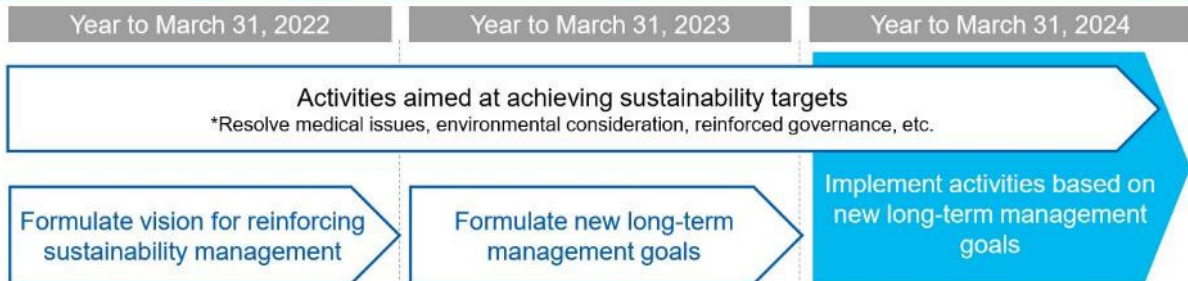 Year to March 31, 2022
Year to March 31, 2023
Year to March 31, 2024
Activities aimed at achieving sustainability targets
*Resolve medical issues, environmental consideration, reinforced governance, etc.
Formulate vision for reinforcing
sustainability management
Formulate new long-term
management goals
Implement activities based on
new long-term management
goals